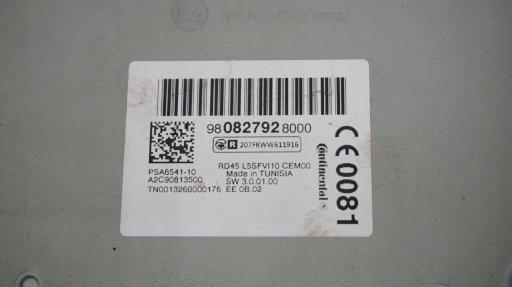 98 082792 8000
R 207FRWW611916
PSA6541-10
A2C90813500
TN0013260000176
RD45 L5SFVI10 CEM00
Made in TUNISIA
SW 3.0.01.00
EE 0B.02
Continental
CE 0081